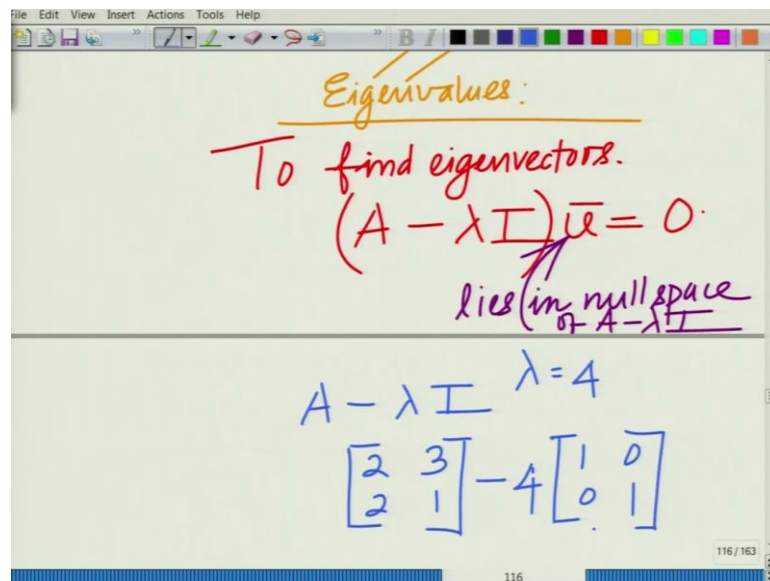 File Edit View Insert Actions Tools Help
B I
Eigenvalues:
To find eigenvectors.
(A - λI)ū = 0.
lies in null space
of A - λI
A - λI λ = 4
[2 3] - 4 [1 0]
[2 1] [0 1]
116 / 163
116